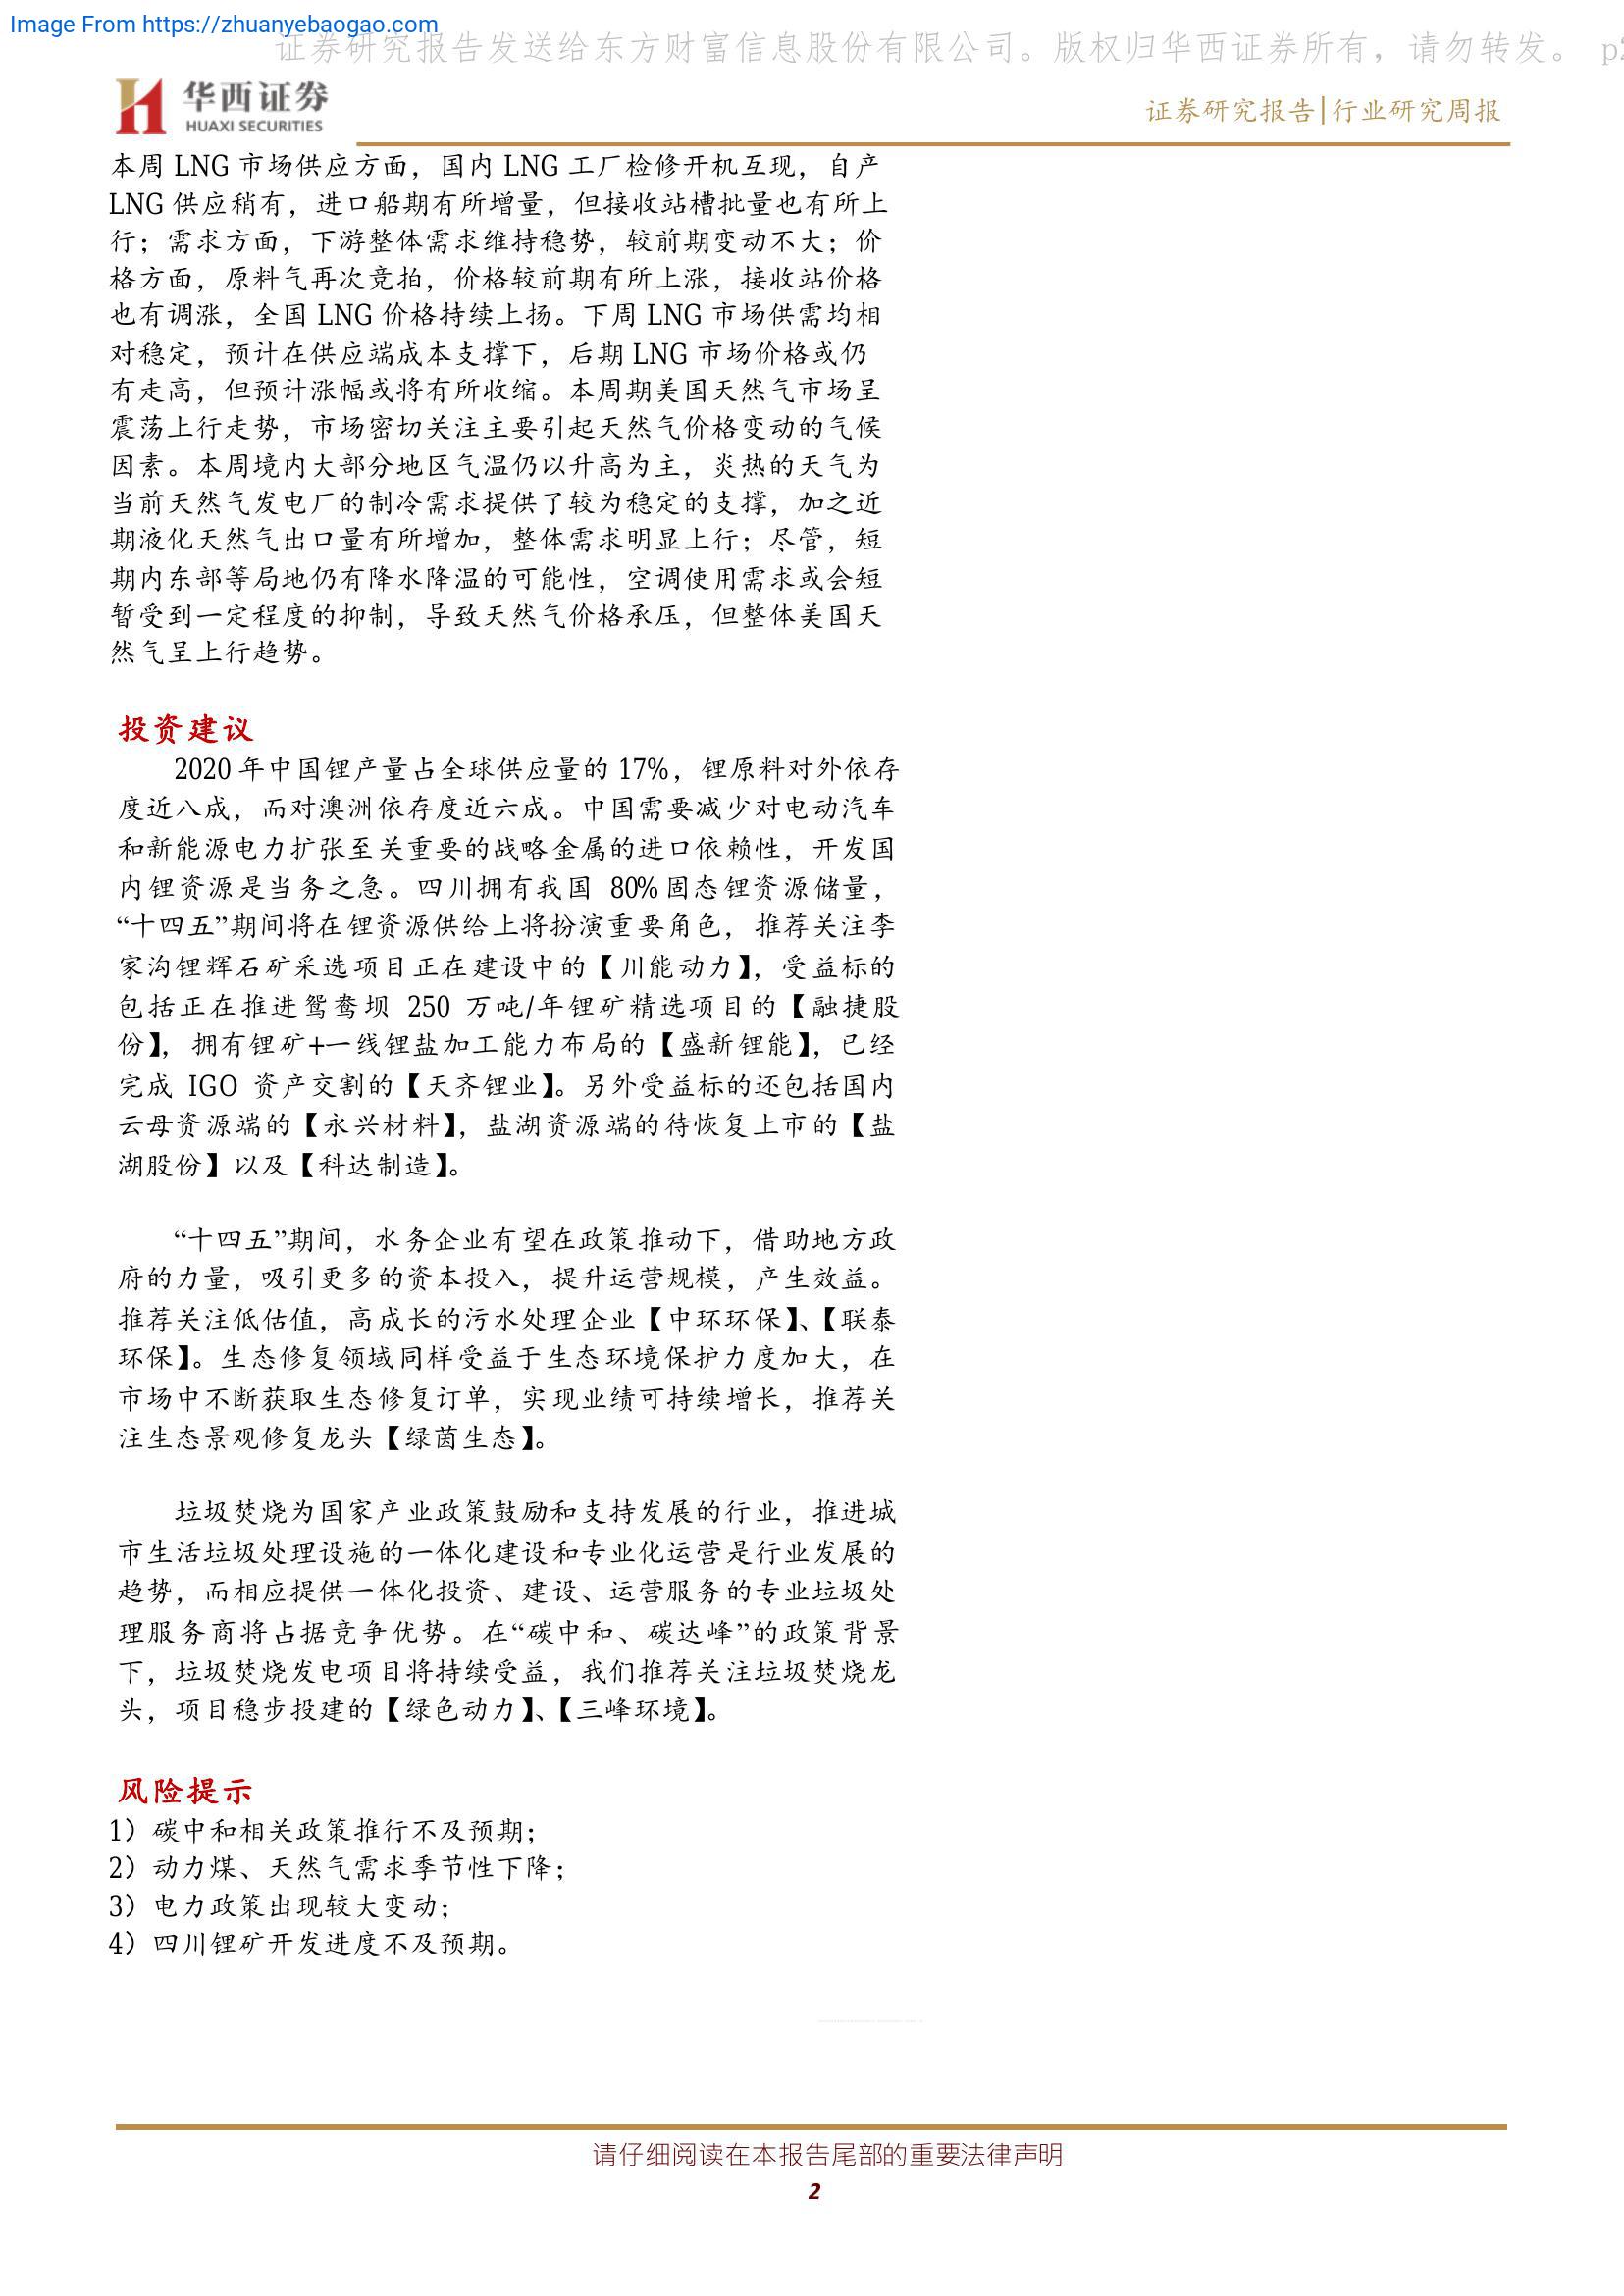 Image From https://zhuanyebaogao.com
证券研究报告发送给东方财富信息股份有限公司。版权归华西证券所有，请勿转发。 p2
华西证券
HUAXI SECURITIES
证券研究报告|行业研究周报
本周 LNG 市场供应方面，国内 LNG 工厂检修开机互现，自产
LNG 供应稍有，进口船期有所增量，但接收站槽批量也有所上
行；需求方面，下游整体需求维持稳势，较前期变动不大；价
格方面，原料气再次竞拍，价格较前期有所上涨，接收站价格
也有调涨，全国 LNG 价格持续上扬。下周 LNG 市场供需均相
对稳定，预计在供应端成本支撑下，后期 LNG 市场价格或仍
有走高，但预计涨幅或将有所收缩。本周期美国天然气市场呈
震荡上行走势，市场密切关注主要引起天然气价格变动的气候
因素。本周境内大部分地区气温仍以升高为主，炎热的天气为
当前天然气发电厂的制冷需求提供了较为稳定的支撑，加之近
期液化天然气出口量有所增加，整体需求明显上行；尽管，短
期内东部等局地仍有降水降温的可能性，空调使用需求或会短
暂受到一定程度的抑制，导致天然气价格承压，但整体美国天
然气呈上行趋势。
投资建议
2020 年中国锂产量占全球供应量的 17%，锂原料对外依存
度近八成，而对澳洲依存度近六成。中国需要减少对电动汽车
和新能源电力扩张至关重要的战略金属的进口依赖性，开发国
内锂资源是当务之急。四川拥有我国 80%固态锂资源储量，
“十四五”期间将在锂资源供给上将扮演重要角色，推荐关注李
家沟锂辉石矿采选项目正在建设中的【川能动力】，受益标的
包括正在推进鸳鸯坝 250 万吨/年锂矿精选项目的【融捷股
份】，拥有锂矿+一线锂盐加工能力布局的【盛新锂能】，已经
完成 IGO 资产交割的【天齐锂业】。另外受益标的还包括国内
云母资源端的【永兴材料】，盐湖资源端的待恢复上市的【盐
湖股份】以及【科达制造】。
“十四五”期间，水务企业有望在政策推动下，借助地方政
府的力量，吸引更多的资本投入，提升运营规模，产生效益。
推荐关注低估值，高成长的污水处理企业【中环环保】、【联泰
环保】。生态修复领域同样受益于生态环境保护力度加大，在
市场中不断获取生态修复订单，实现业绩可持续增长，推荐关
注生态景观修复龙头【绿茵生态】。
垃圾焚烧为国家产业政策鼓励和支持发展的行业，推进城
市生活垃圾处理设施的一体化建设和专业化运营是行业发展的
趋势，而相应提供一体化投资、建设、运营服务的专业垃圾处
理服务商将占据竞争优势。在“碳中和、碳达峰”的政策背景
下，垃圾焚烧发电项目将持续受益，我们推荐关注垃圾焚烧龙
头，项目稳步投建的【绿色动力】、【三峰环境】。
风险提示
1）碳中和相关政策推行不及预期；
2）动力煤、天然气需求季节性下降；
3）电力政策出现较大变动；
4）四川锂矿开发进度不及预期。
请仔细阅读在本报告尾部的重要法律声明
2